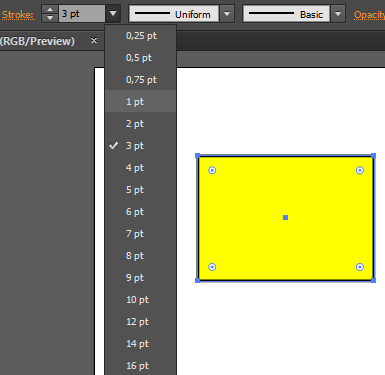 Stroke: 3 pt Uniform Basic Opacity
(RGB/Preview) ×
0,25 pt
0,5 pt
0,75 pt
1 pt
2 pt
3 pt
4 pt
5 pt
6 pt
7 pt
8 pt
9 pt
10 pt
12 pt
14 pt
16 pt